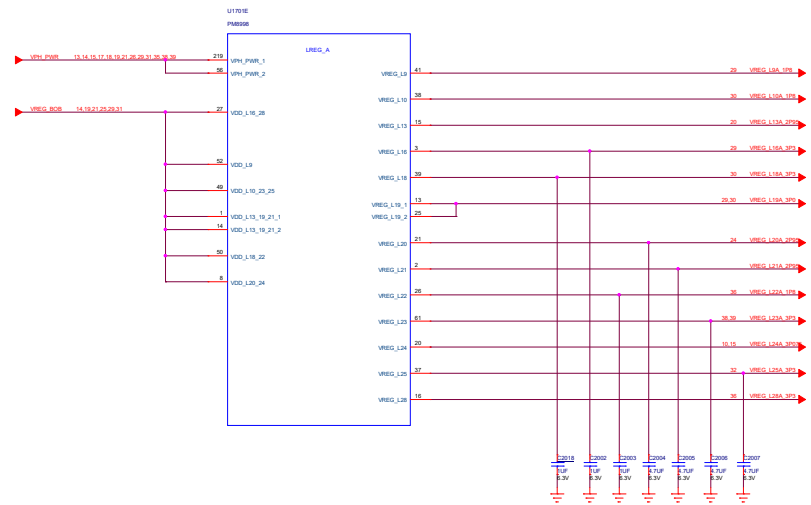 U1701E
PM8998
LREG_A
VPH_PWR 13,14,15,17,18,19,21,28,29,31,35,38,39
219 VPH_PWR_1
56 VPH_PWR_2
VREG_BOB 14,19,21,25,29,31
27 VDD_L16_28
52 VDD_L9
49 VDD_L10_23_25
1 VDD_L13_19_21_1
14 VDD_L13_19_21_2
50 VDD_L18_22
8 VDD_L20_24
VREG_L9 41 29 VREG_L9A_1P8
VREG_L10 38 30 VREG_L10A_1P8
VREG_L13 15 20 VREG_L13A_2P95
VREG_L16 3 29 VREG_L16A_3P3
VREG_L18 39 30 VREG_L18A_3P3
VREG_L19_1 13 29,30 VREG_L19A_3P0
VREG_L19_2 25
VREG_L20 21 24 VREG_L20A_2P95
VREG_L21 2 VREG_L21A_2P95
VREG_L22 26 36 VREG_L22A_1P8
VREG_L23 61 38,39 VREG_L23A_3P3
VREG_L24 20 10,15
VREG_L25 37 32 VREG_L25A_3P3
VREG_L28 16 36 VREG_L28A_3P3
C2018 C2002 C2003 C2004 C2005 C2006 C2007
1UF 1UF 1UF 4.7UF 4.7UF 4.7UF 4.7UF
6.3V 6.3V 6.3V 6.3V 6.3V 6.3V 6.3V